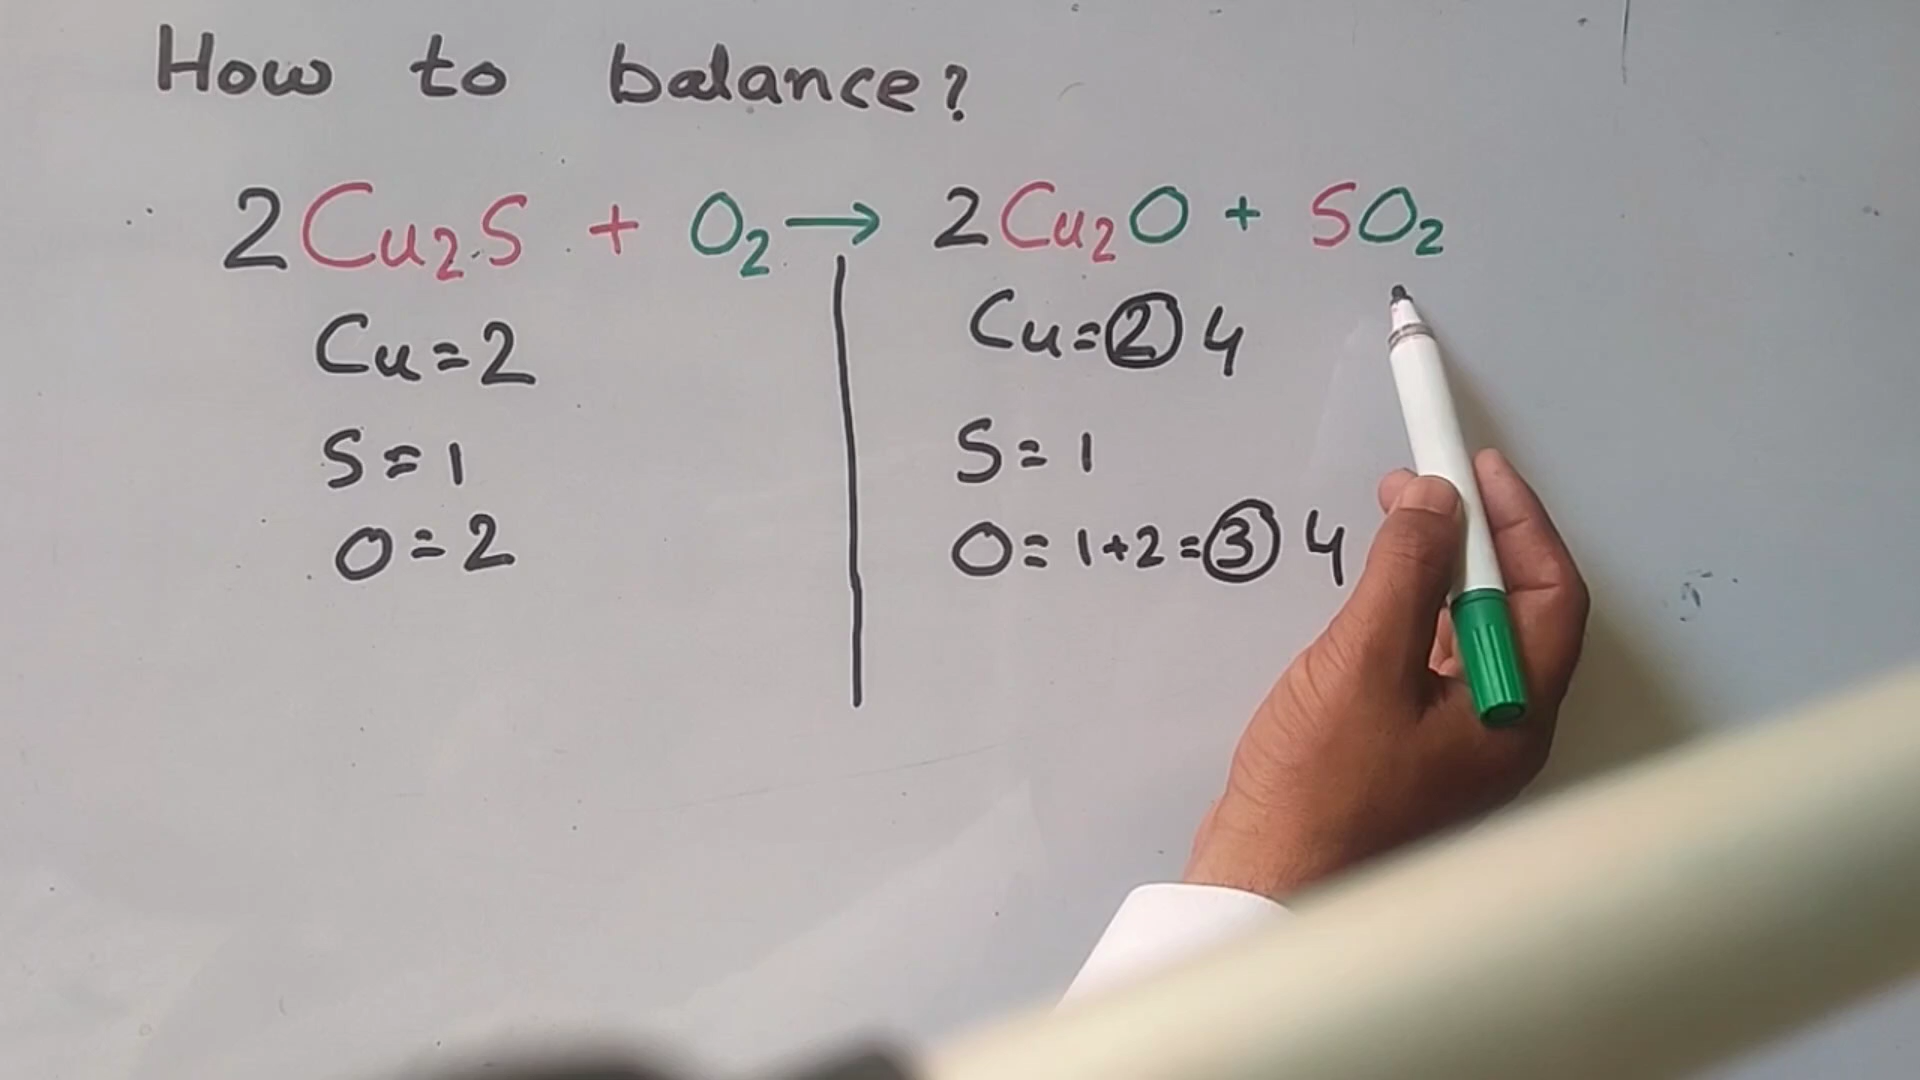 How to balance?
2Cu₂S + O₂ → 2Cu₂O + SO₂
Cu=2
S=1
O=2
Cu=② 4
S=1
O=1+2=③ 4